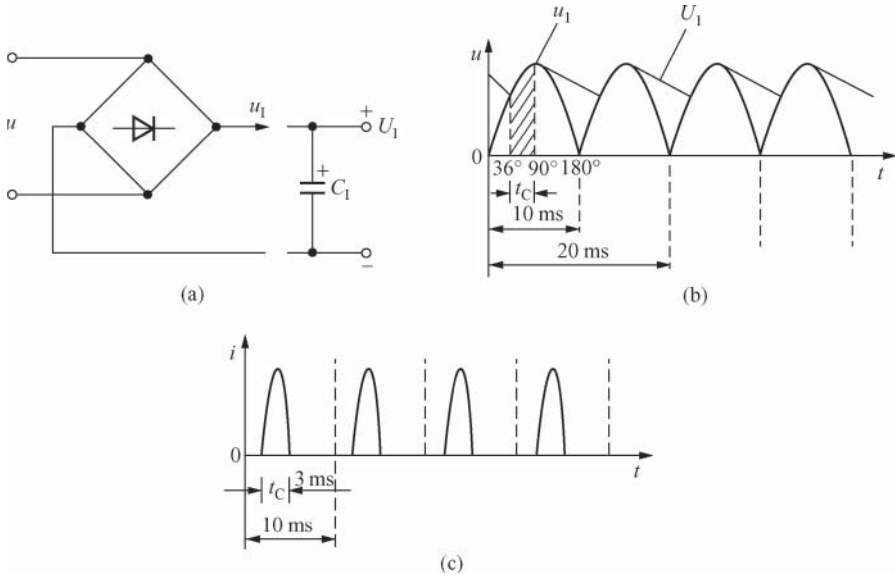 u
u_I
+
U_I
+
C_I
−
(a)
u_1
U_I
u
0
36° 90° 180°
t
t_C
10 ms
20 ms
(b)
i
0
t
t_C
3 ms
10 ms
(c)